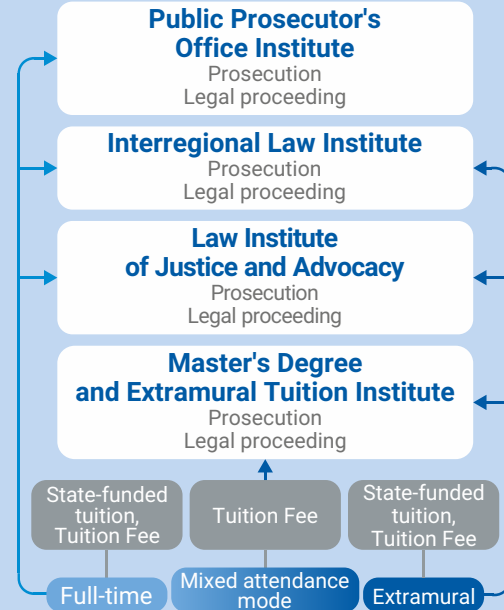 Public Prosecutor's
Office Institute
Prosecution
Legal proceeding
Interregional Law Institute
Prosecution
Legal proceeding
Law Institute
of Justice and Advocacy
Prosecution
Legal proceeding
Master's Degree
and Extramural Tuition Institute
Prosecution
Legal proceeding
State-funded
tuition,
Tuition Fee
Tuition Fee
State-funded
tuition,
Tuition Fee
Full-time
Mixed attendance
mode
Extramural